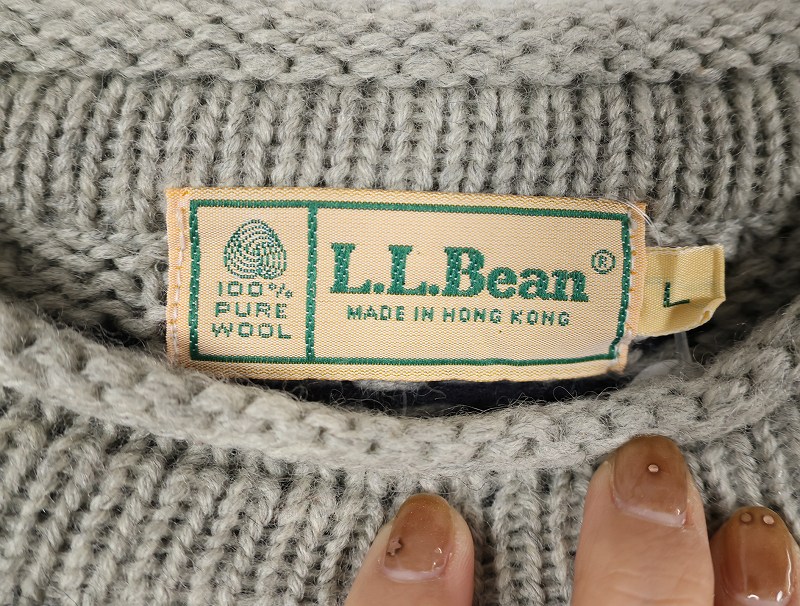 100%
PURE
WOOL
L.L.Bean®
MADE IN HONG KONG
L